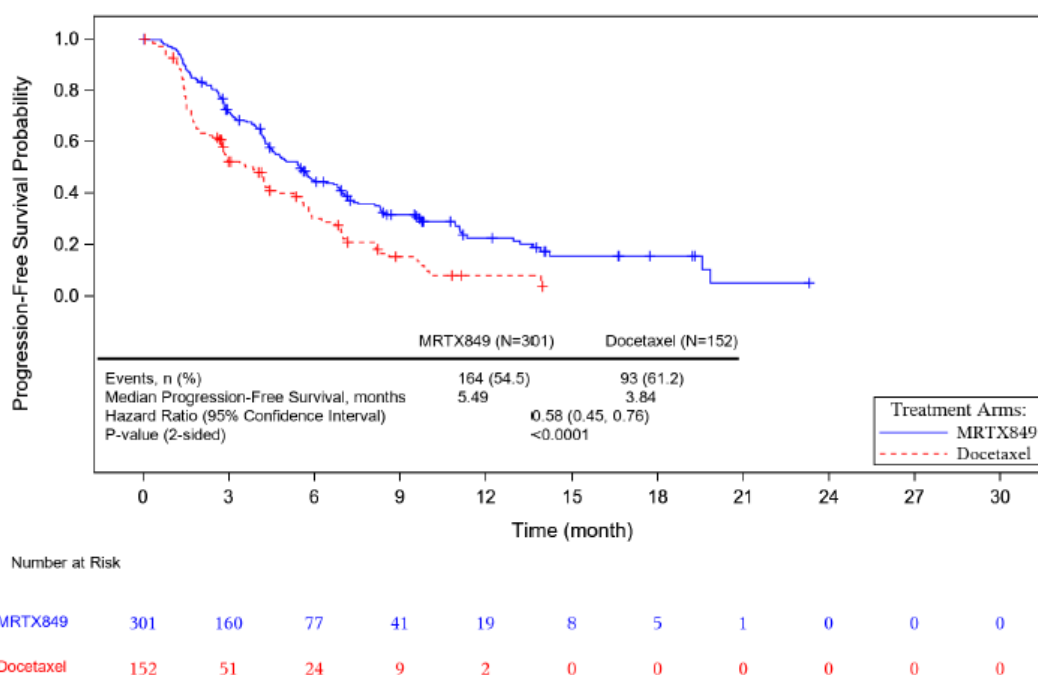 Progression-Free Survival Probability
1.0
0.8
0.6
0.4
0.2
0.0
MRTX849 (N=301) Docetaxel (N=152)
Events, n (%) 164 (54.5) 93 (61.2)
Median Progression-Free Survival, months 5.49 3.84
Hazard Ratio (95% Confidence Interval) 0.58 (0.45, 0.76)
P-value (2-sided) <0.0001
Treatment Arms:
MRTX849
Docetaxel
0 3 6 9 12 15 18 21 24 27 30
Time (month)
Number at Risk
MRTX849 301 160 77 41 19 8 5 1 0 0 0
Docetaxel 152 51 24 9 2 0 0 0 0 0 0